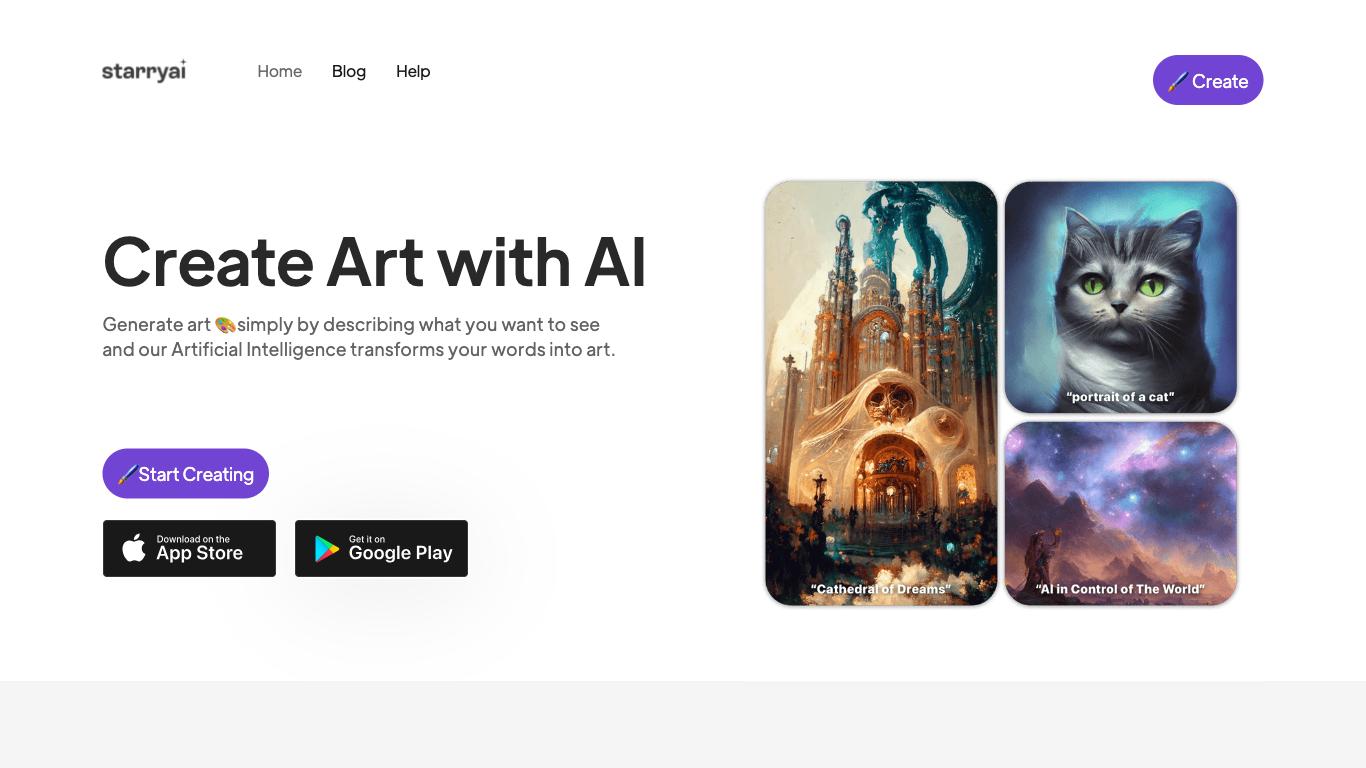 starryai
Home
Blog
Help
Create
Create Art with AI
Generate art 🎨simply by describing what you want to see
and our Artificial Intelligence transforms your words into art.
Start Creating
Download on the
App Store
Get it on
Google Play
“Cathedral of Dreams”
“portrait of a cat”
“AI in Control of The World”